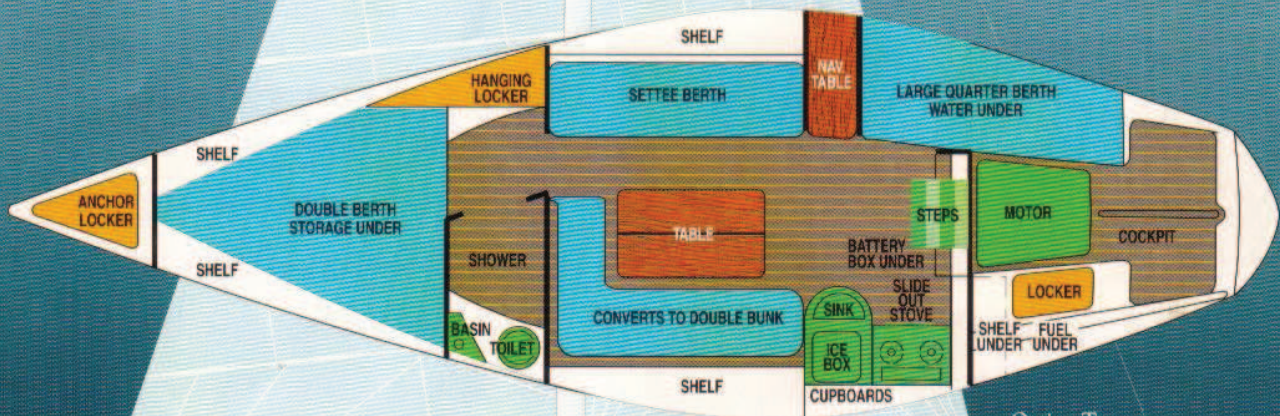 SHELF
HANGING
LOCKER
SETTEE BERTH
NAV
TABLE
LARGE QUARTER BERTH
WATER UNDER
SHELF
ANCHOR
LOCKER
DOUBLE BERTH
STORAGE UNDER
TABLE
STEPS
MOTOR
COCKPIT
SHELF
SHOWER
BATTERY
BOX UNDER
SLIDE
OUT
STOVE
LOCKER
BASIN
TOILET
CONVERTS TO DOUBLE BUNK
SINK
ICE
BOX
SHELF
UNDER
FUEL
UNDER
SHELF
CUPBOARDS